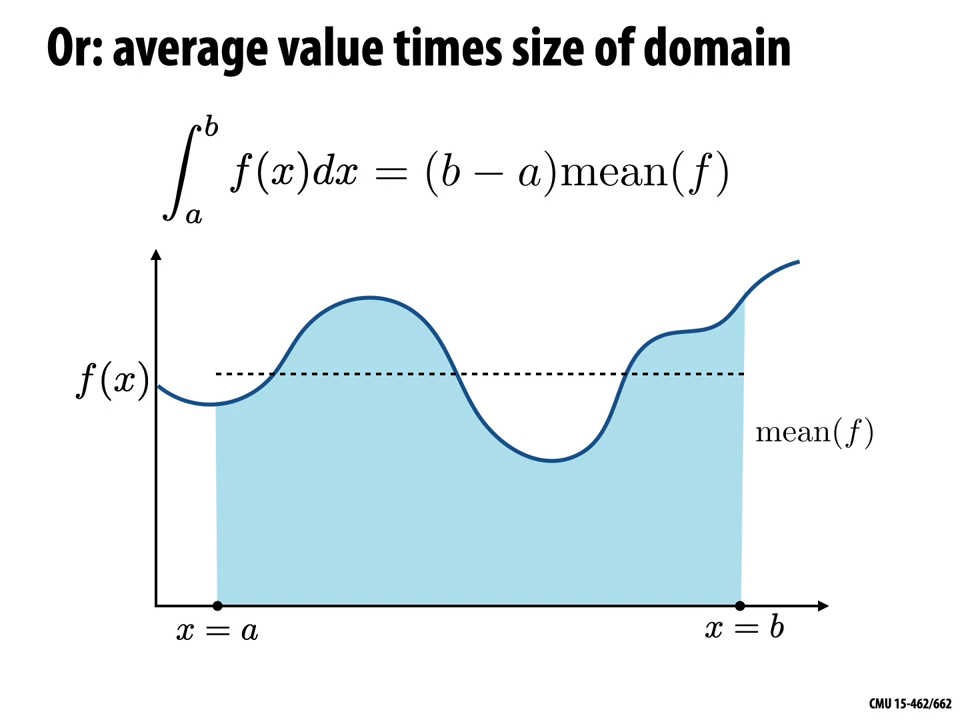 Or: average value times size of domain
∫_a^b f(x)dx = (b − a)mean(f)
f(x)
mean(f)
x = a
x = b
CMU 15-462/662